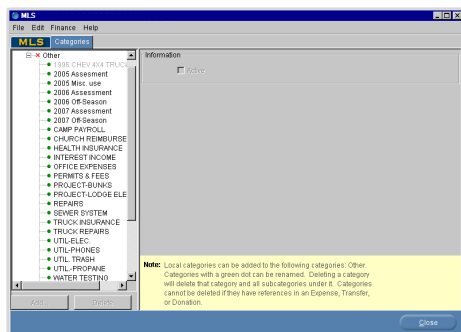 MLS
File Edit Finance Help
MLS Categories
Other
1996 CHEV 4X4 TRUC
2005 Assesment
2005 Misc. use
2006 Assessment
2006 Off-Season
2007 Assessment
2007 Off-Season
CAMP PAYROLL
CHURCH REIMBURSE
HEALTH INSURANCE
INTEREST INCOME
OFFICE EXPENSES
PERMITS & FEES
PROJECT-BUNKS
PROJECT-LODGE ELE
REPAIRS
SEWER SYSTEM
TRUCK INSURANCE
TRUCK REPAIRS
UTIL-ELEC.
UTIL-PHONES
UTIL. TRASH
UTIL.-PROPANE
WATER TESTING
Add... Delete
Information
Active
Note: Local categories can be added to the following categories: Other.
Categories with a green dot can be renamed. Deleting a category
will delete that category and all subcategories under it. Categories
cannot be deleted if they have references in an Expense, Transfer,
or Donation.
Close